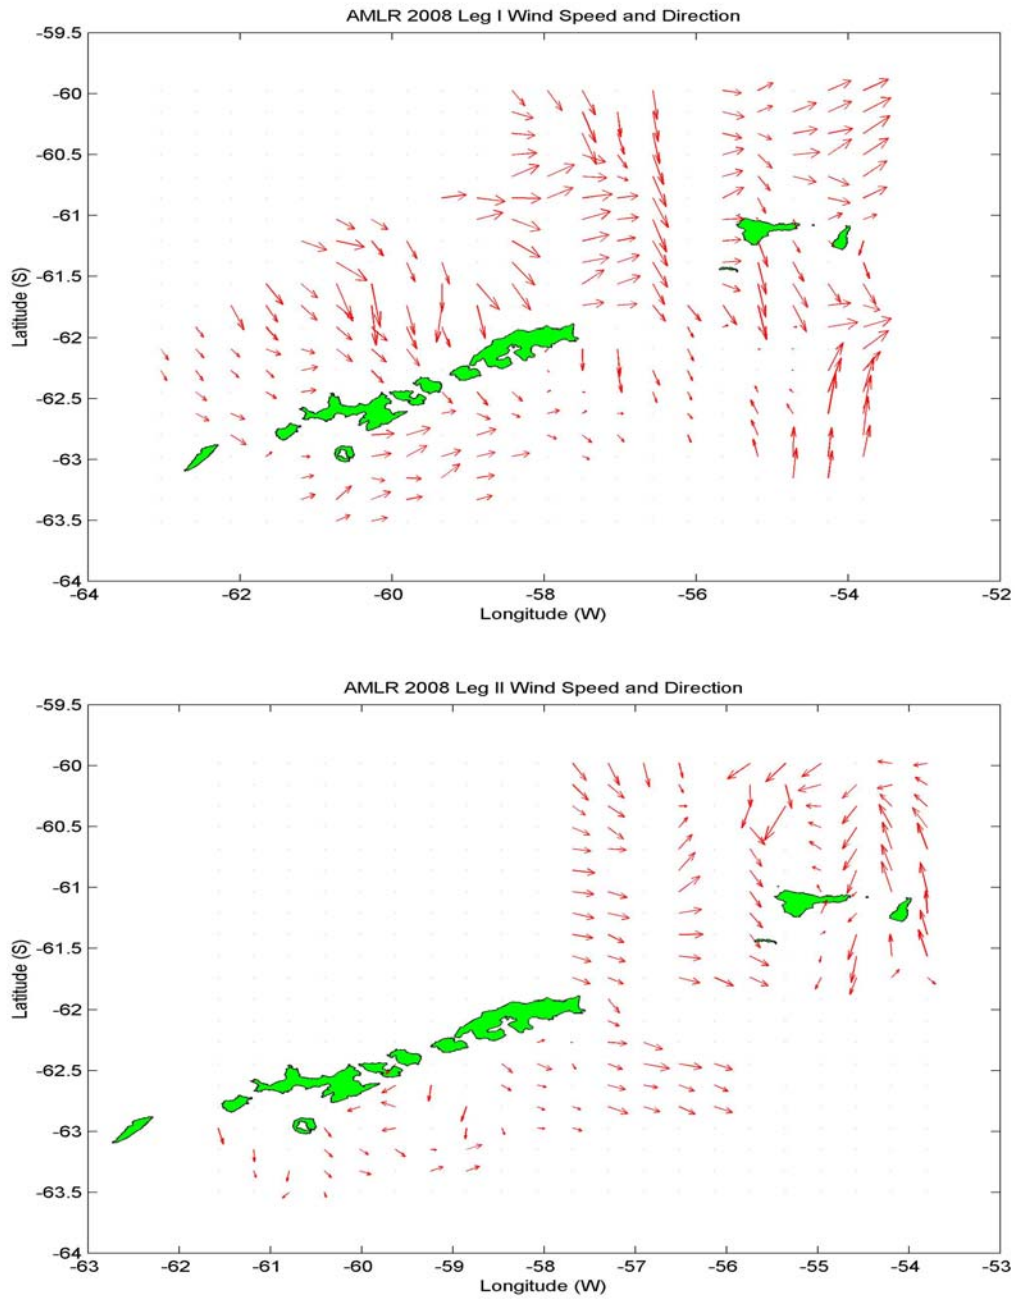 AMLR 2008 Leg I Wind Speed and Direction
-59.5
-60
-60.5
-61
-61.5
-62
-62.5
-63
-63.5
-64
Latitude (S)
-64 -62 -60 -58 -56 -54 -52
Longitude (W)
AMLR 2008 Leg II Wind Speed and Direction
-59.5
-60
-60.5
-61
-61.5
-62
-62.5
-63
-63.5
-64
Latitude (S)
-63 -62 -61 -60 -59 -58 -57 -56 -55 -54 -53
Longitude (W)